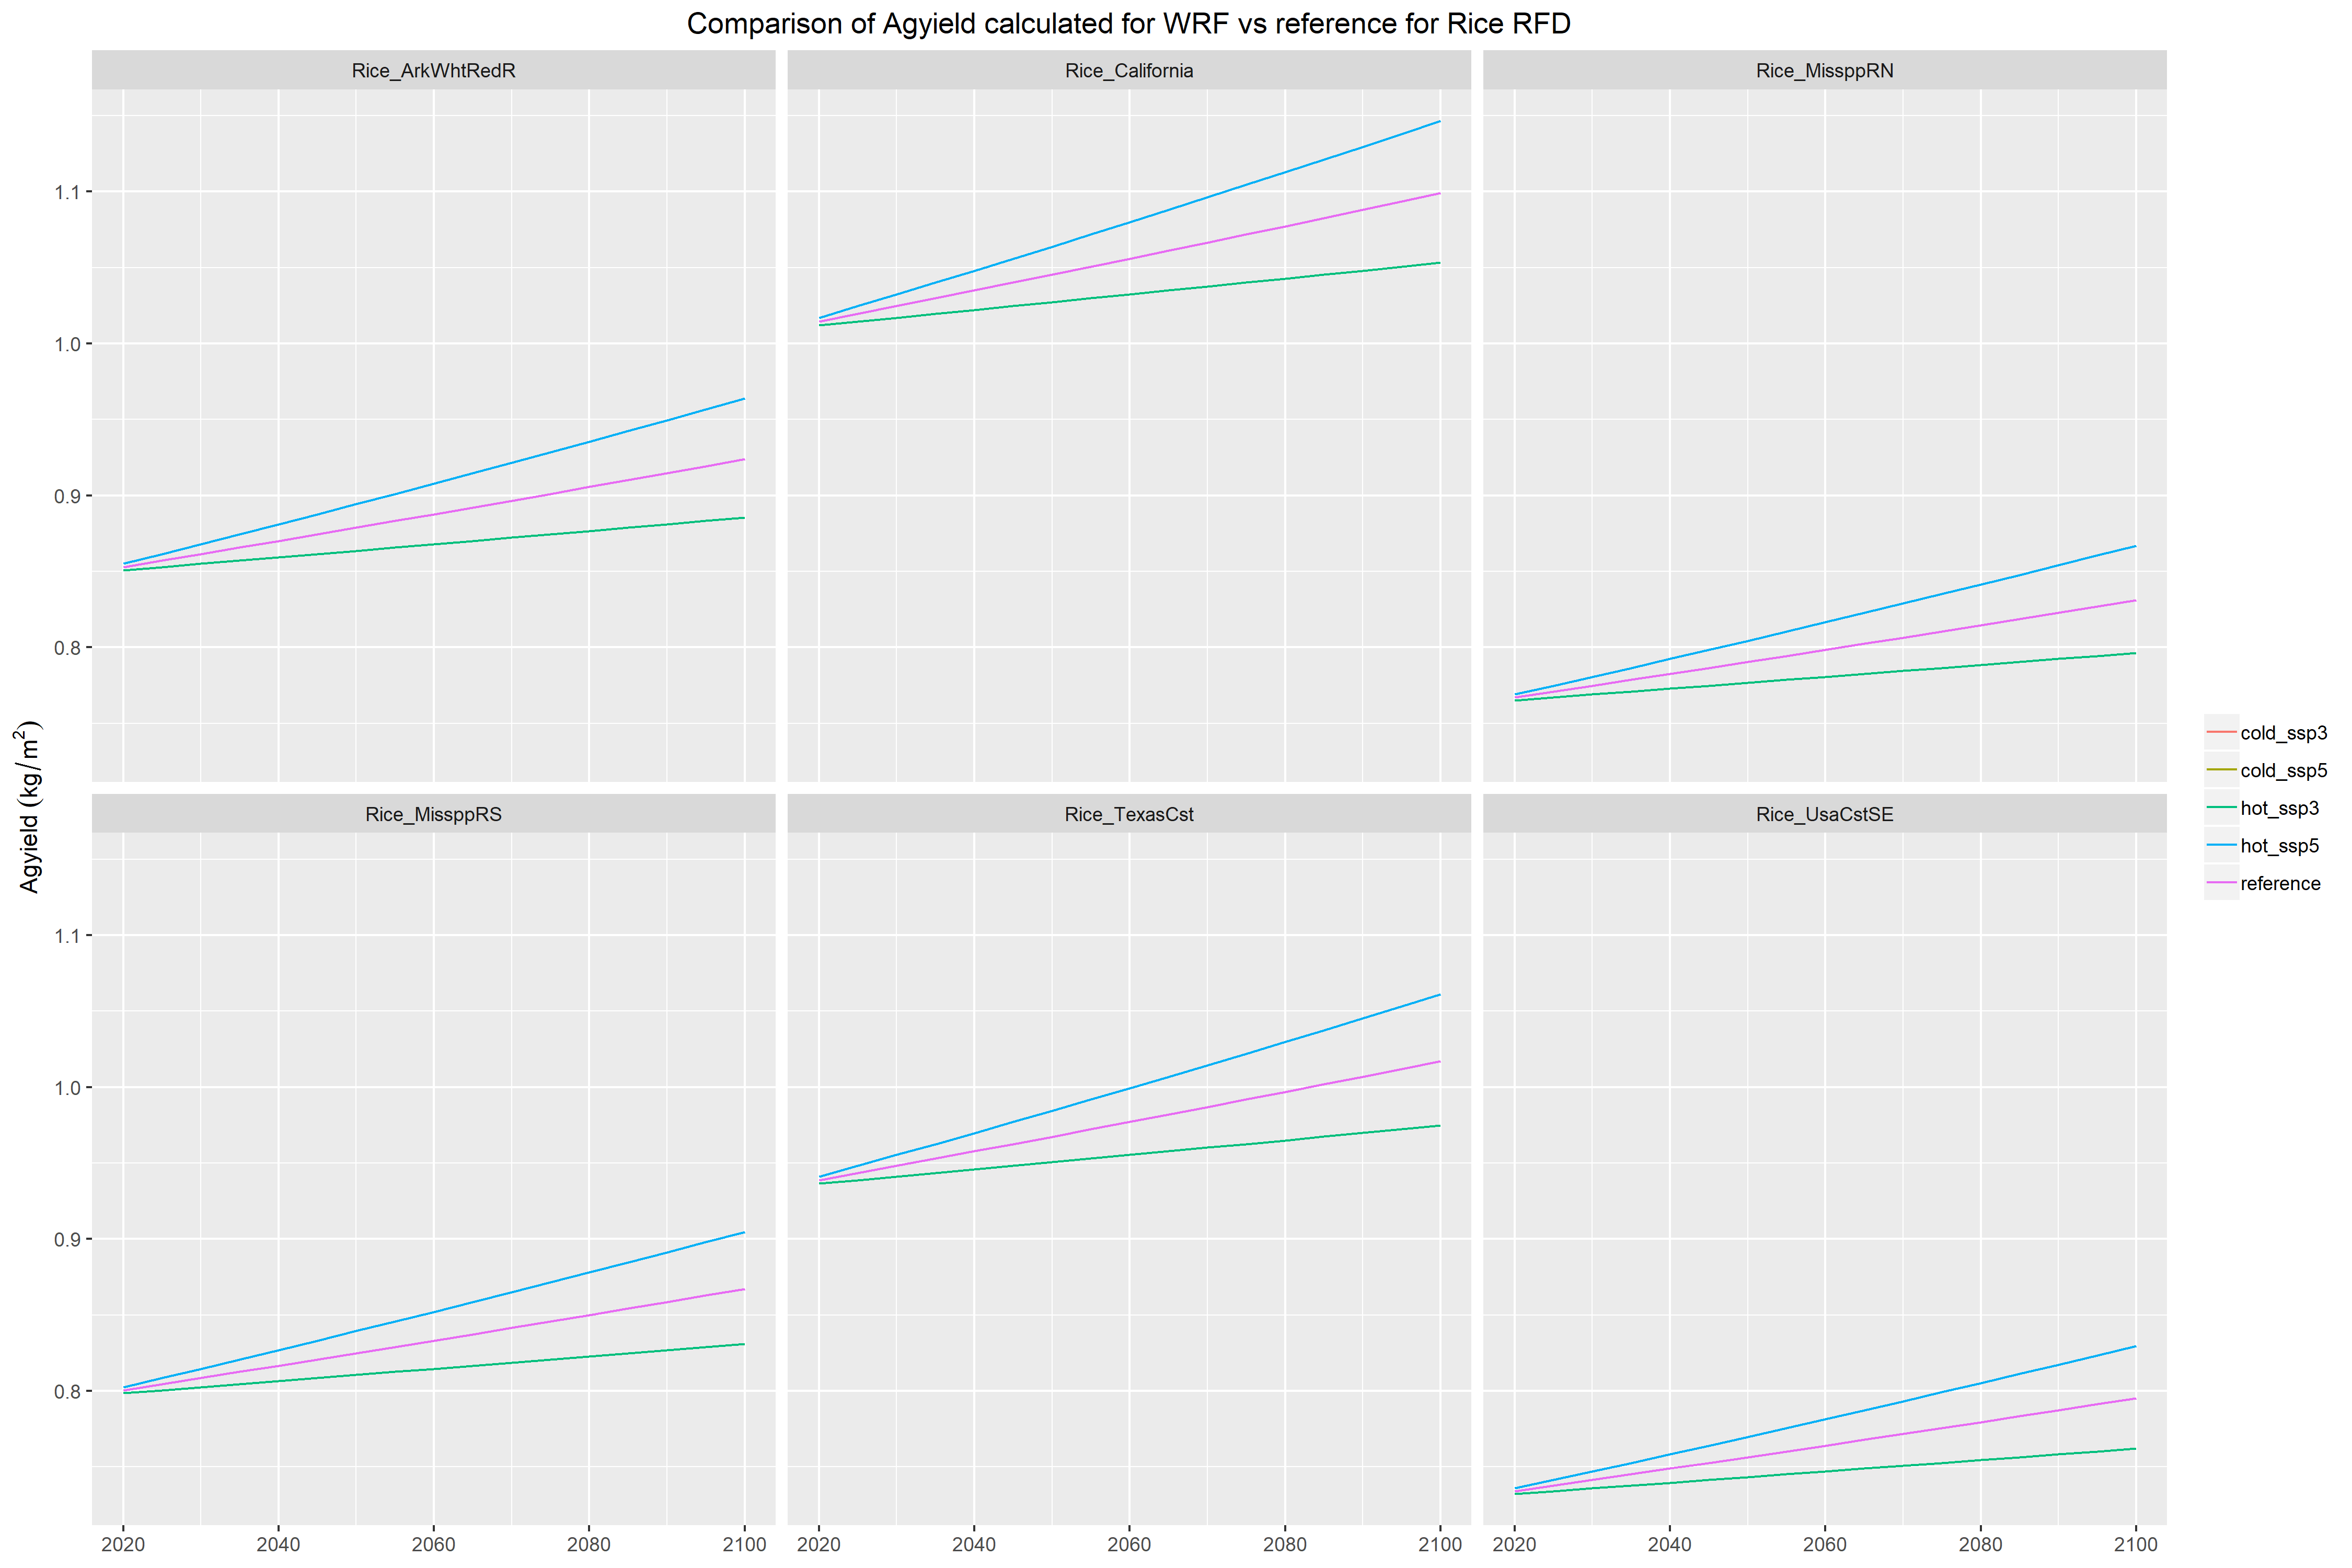 Comparison of Agyield calculated for WRF vs reference for Rice RFD
Rice_ArkWhtRedR
Rice_California
Rice_MissppRN
1.1
1.0
0.9
0.8
Rice_MissppRS
Rice_TexasCst
Rice_UsaCstSE
1.1
1.0
0.9
0.8
2020 2040 2060 2080 2100
2020 2040 2060 2080 2100
2020 2040 2060 2080 2100
Agyield (kg/m²)
cold_ssp3
cold_ssp5
hot_ssp3
hot_ssp5
reference